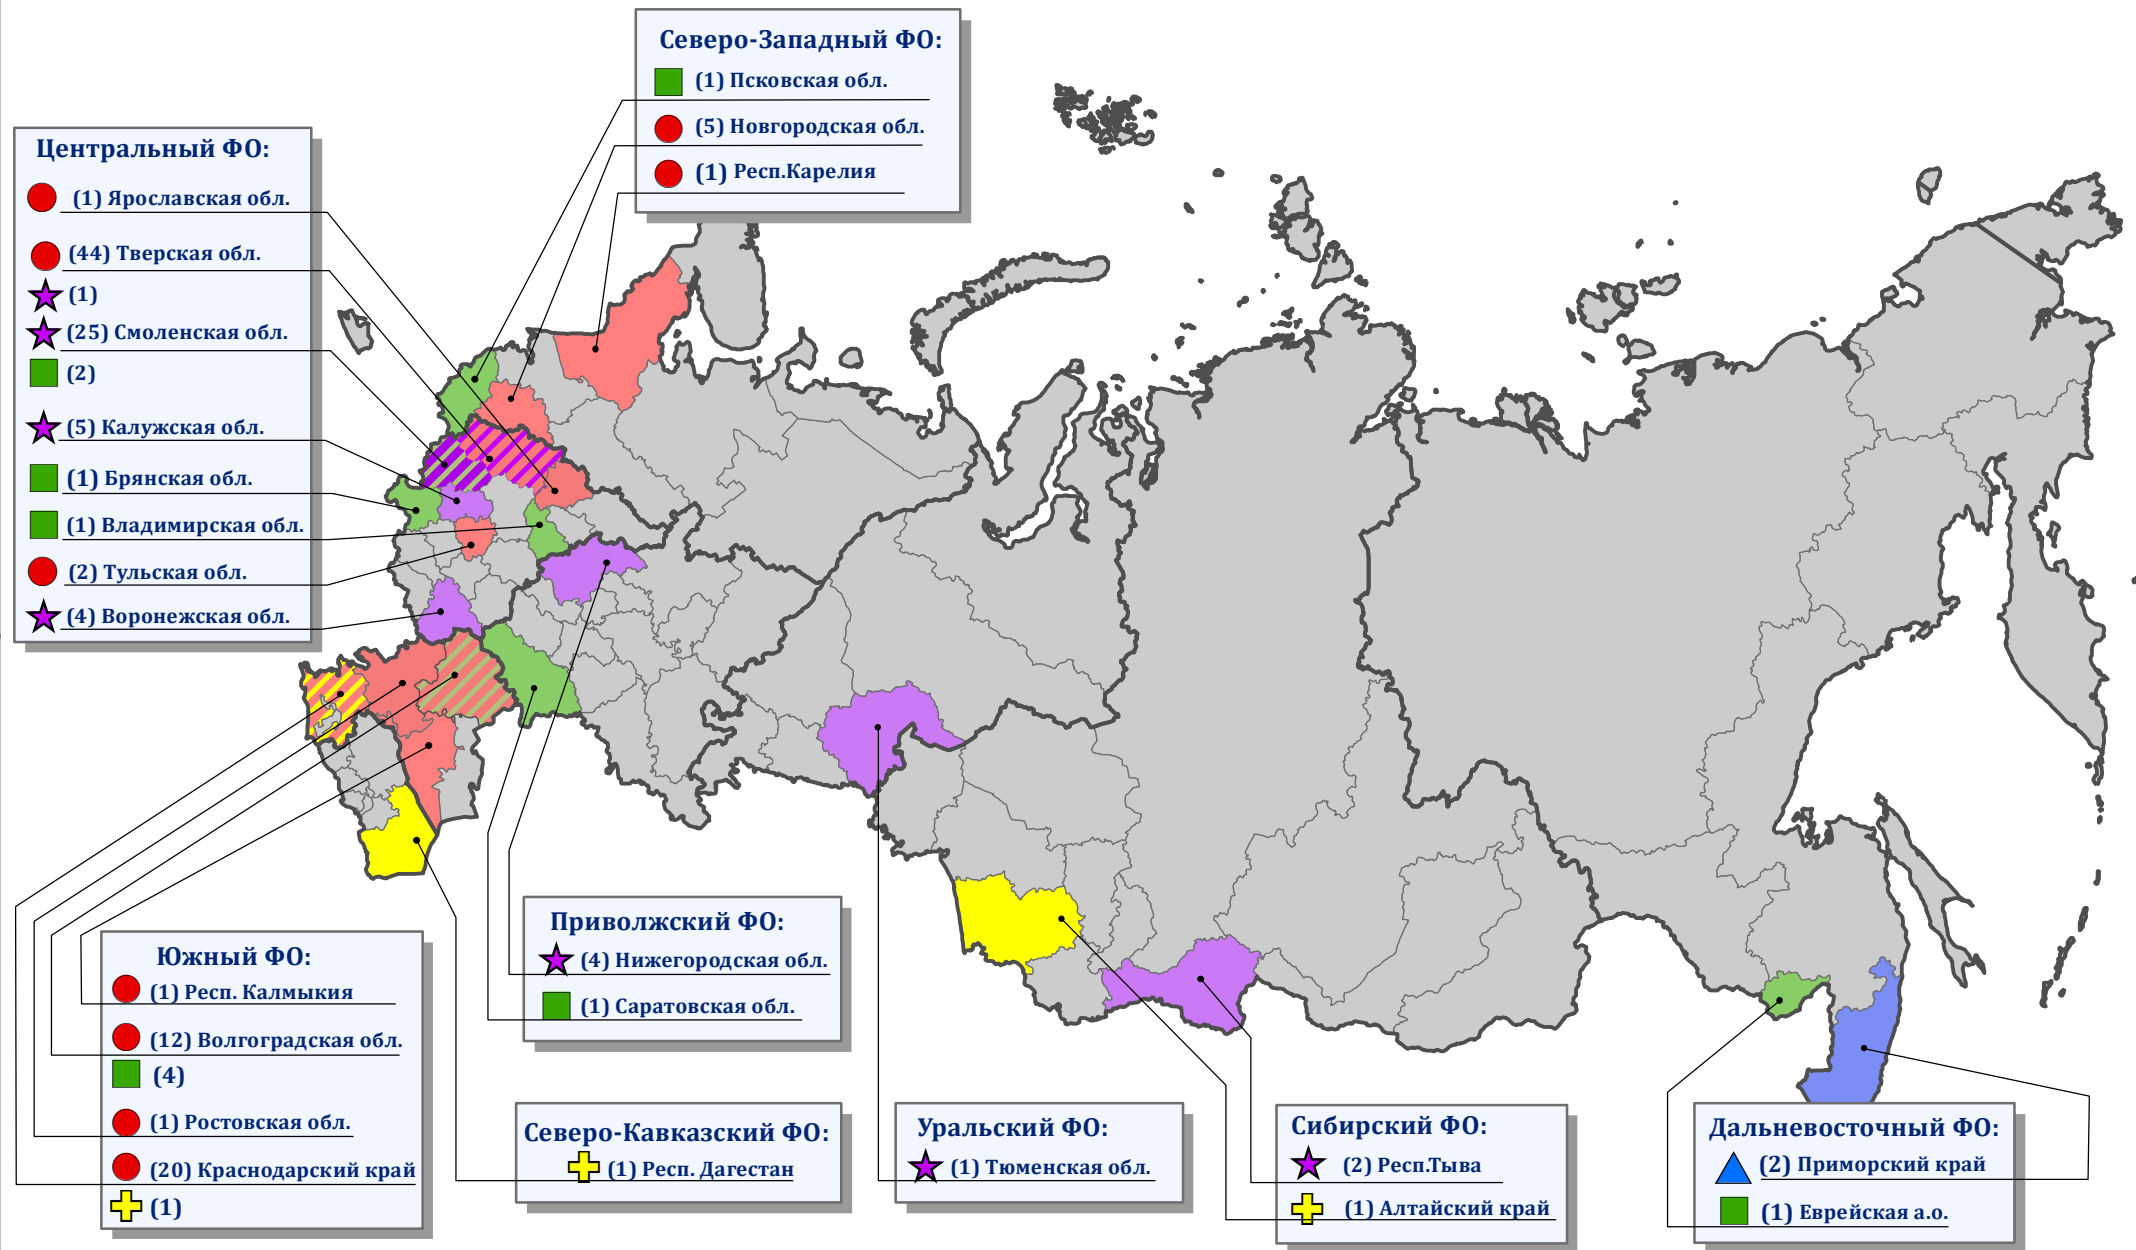 Северо-Западный ФО:
(1) Псковская обл.
(5) Новгородская обл.
(1) Респ.Карелия
Центральный ФО:
(1) Ярославская обл.
(44) Тверская обл.
(1)
(25) Смоленская обл.
(2)
(5) Калужская обл.
(1) Брянская обл.
(1) Владимирская обл.
(2) Тульская обл.
(4) Воронежская обл.
Южный ФО:
(1) Респ. Калмыкия
(12) Волгоградская обл.
(4)
(1) Ростовская обл.
(20) Краснодарский край
(1)
Приволжский ФО:
(4) Нижегородская обл.
(1) Саратовская обл.
Северо-Кавказский ФО:
(1) Респ. Дагестан
Уральский ФО:
(1) Тюменская обл.
Сибирский ФО:
(2) Респ.Тыва
(1) Алтайский край
Дальневосточный ФО:
(2) Приморский край
(1) Еврейская а.о.